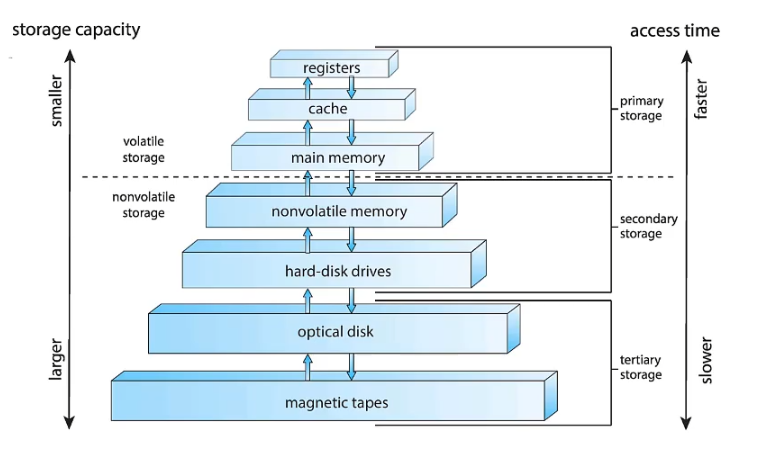 storage capacity
access time
registers
smaller
faster
cache
primary
storage
volatile
storage
main memory
nonvolatile
storage
nonvolatile memory
secondary
storage
hard-disk drives
optical disk
larger
slower
tertiary
storage
magnetic tapes